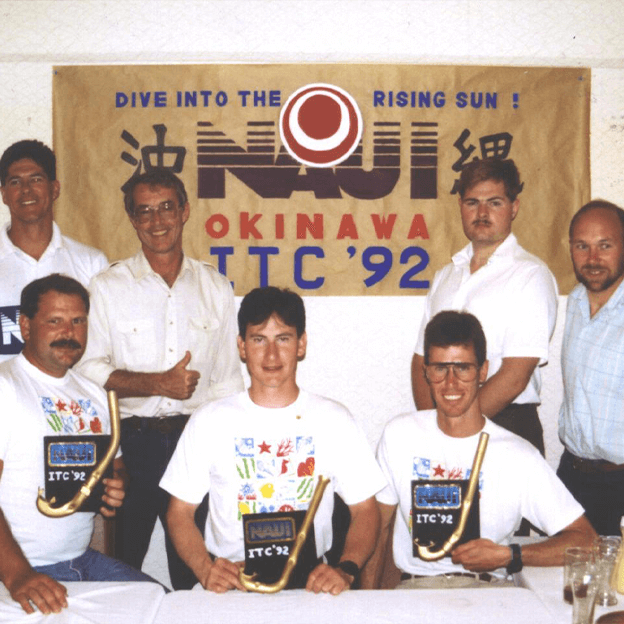 DIVE INTO THE RISING SUN !
沖 NAUI 縄
OKINAWA
ITC '92
NAUI
ITC '92
NAUI
ITC '92
NAUI
ITC '92